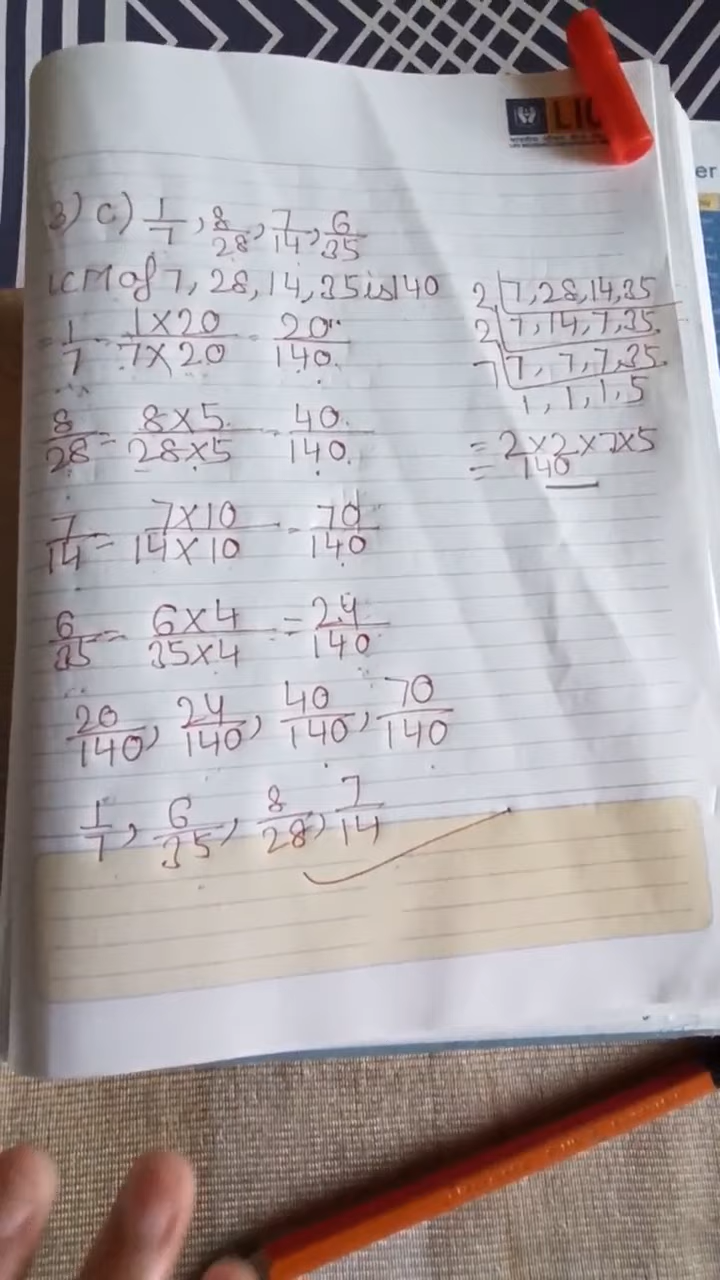 LIC
er
3) c) 1/7, 8/28, 7/14, 6/35
LCM of 7, 28, 14, 35 is 140
= 1/7 = 1×20/7×20 = 20/140
8/28 = 8×5/28×5 = 40/140
7/14 = 7×10/14×10 = 70/140
6/35 = 6×4/35×4 = 24/140
20/140, 24/140, 40/140, 70/140
1/7, 6/35, 8/28, 7/14
2 7, 28, 14, 35
2 7, 14, 7, 35
7 7, 7, 7, 35
1, 1, 1, 5
= 2×2×7×5
= 140